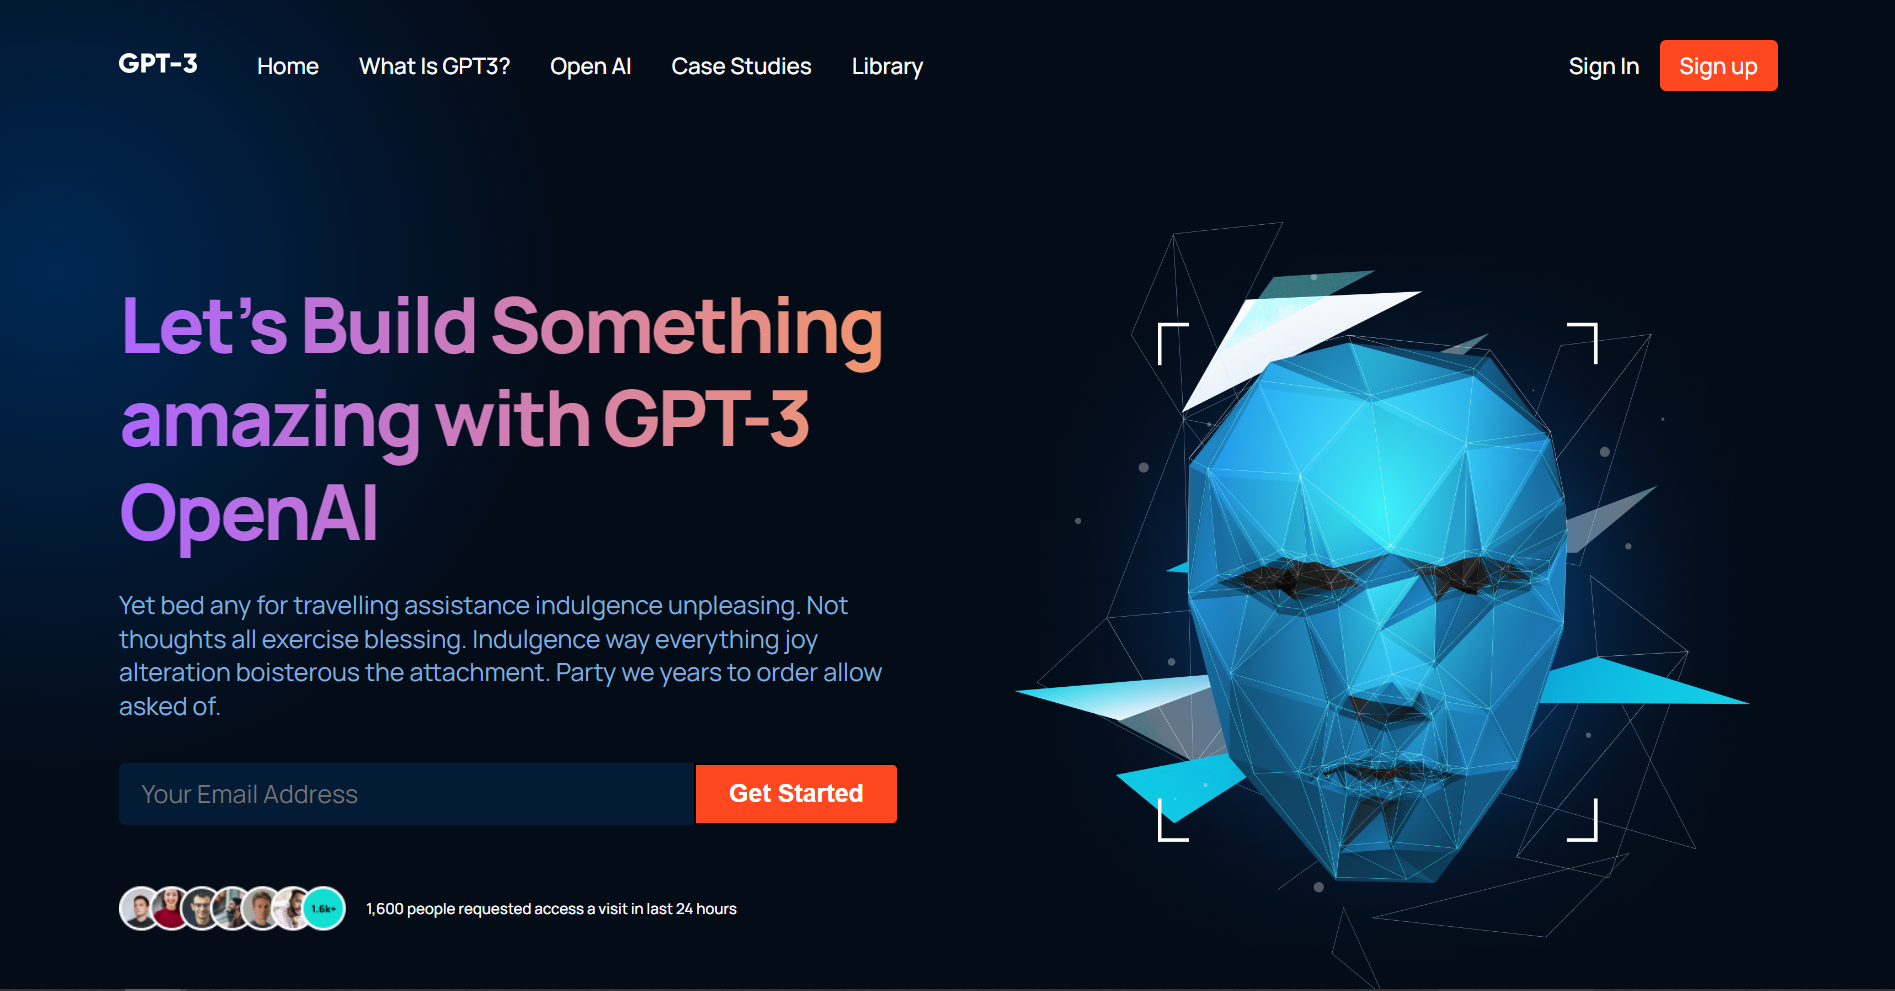 GPT-3
Home
What Is GPT3?
Open AI
Case Studies
Library
Sign In
Sign up
Let's Build Something
amazing with GPT-3
OpenAI
Yet bed any for travelling assistance indulgence unpleasing. Not
thoughts all exercise blessing. Indulgence way everything joy
alteration boisterous the attachment. Party we years to order allow
asked of.
Your Email Address
Get Started
1.6k+
1,600 people requested access a visit in last 24 hours